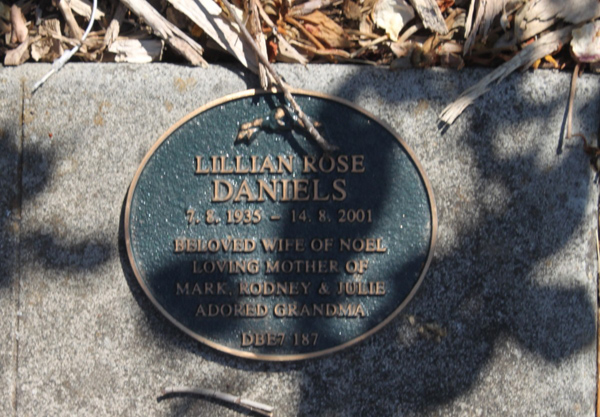 LILLIAN ROSE
DANIELS
7. 8. 1935 – 14. 8. 2001
BELOVED WIFE OF NOEL
LOVING MOTHER OF
MARK, RODNEY & JULIE
ADORED GRANDMA
DBE7 187